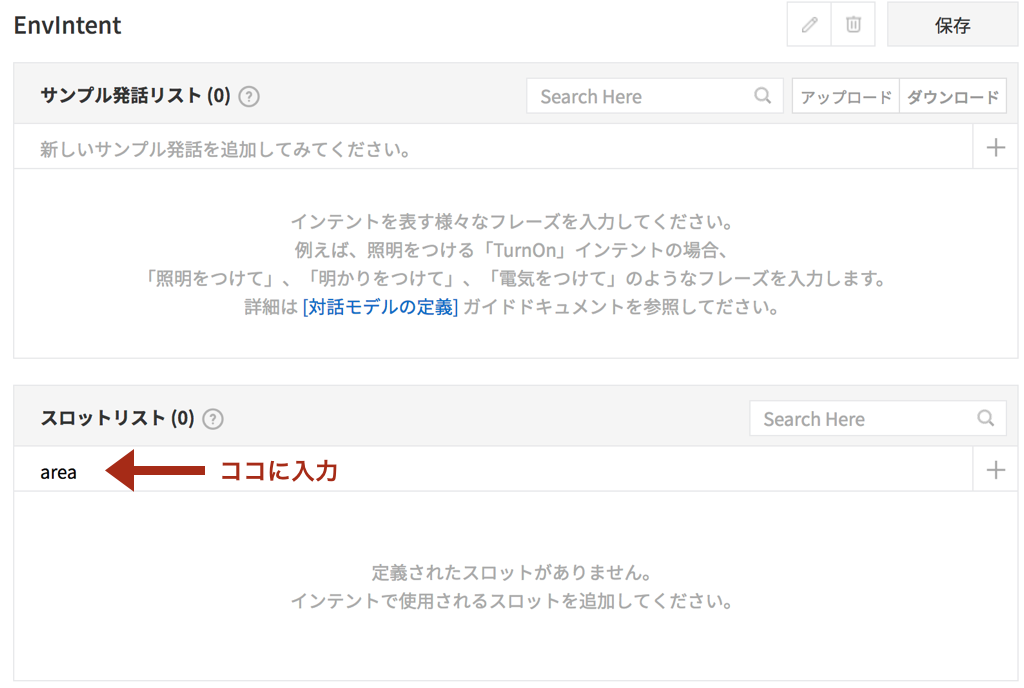 EnvIntent
保存
サンプル発話リスト (0) ?
Search Here
アップロード ダウンロード
新しいサンプル発話を追加してみてください。
インテントを表す様々なフレーズを入力してください。
例えば、照明をつける「TurnOn」インテントの場合、
「照明をつけて」、「明かりをつけて」、「電気をつけて」のようなフレーズを入力します。
詳細は [対話モデルの定義] ガイドドキュメントを参照してださい。
スロットリスト (0) ?
Search Here
area ココに入力
定義されたスロットがありません。
インテントで使用されるスロットを追加してください。